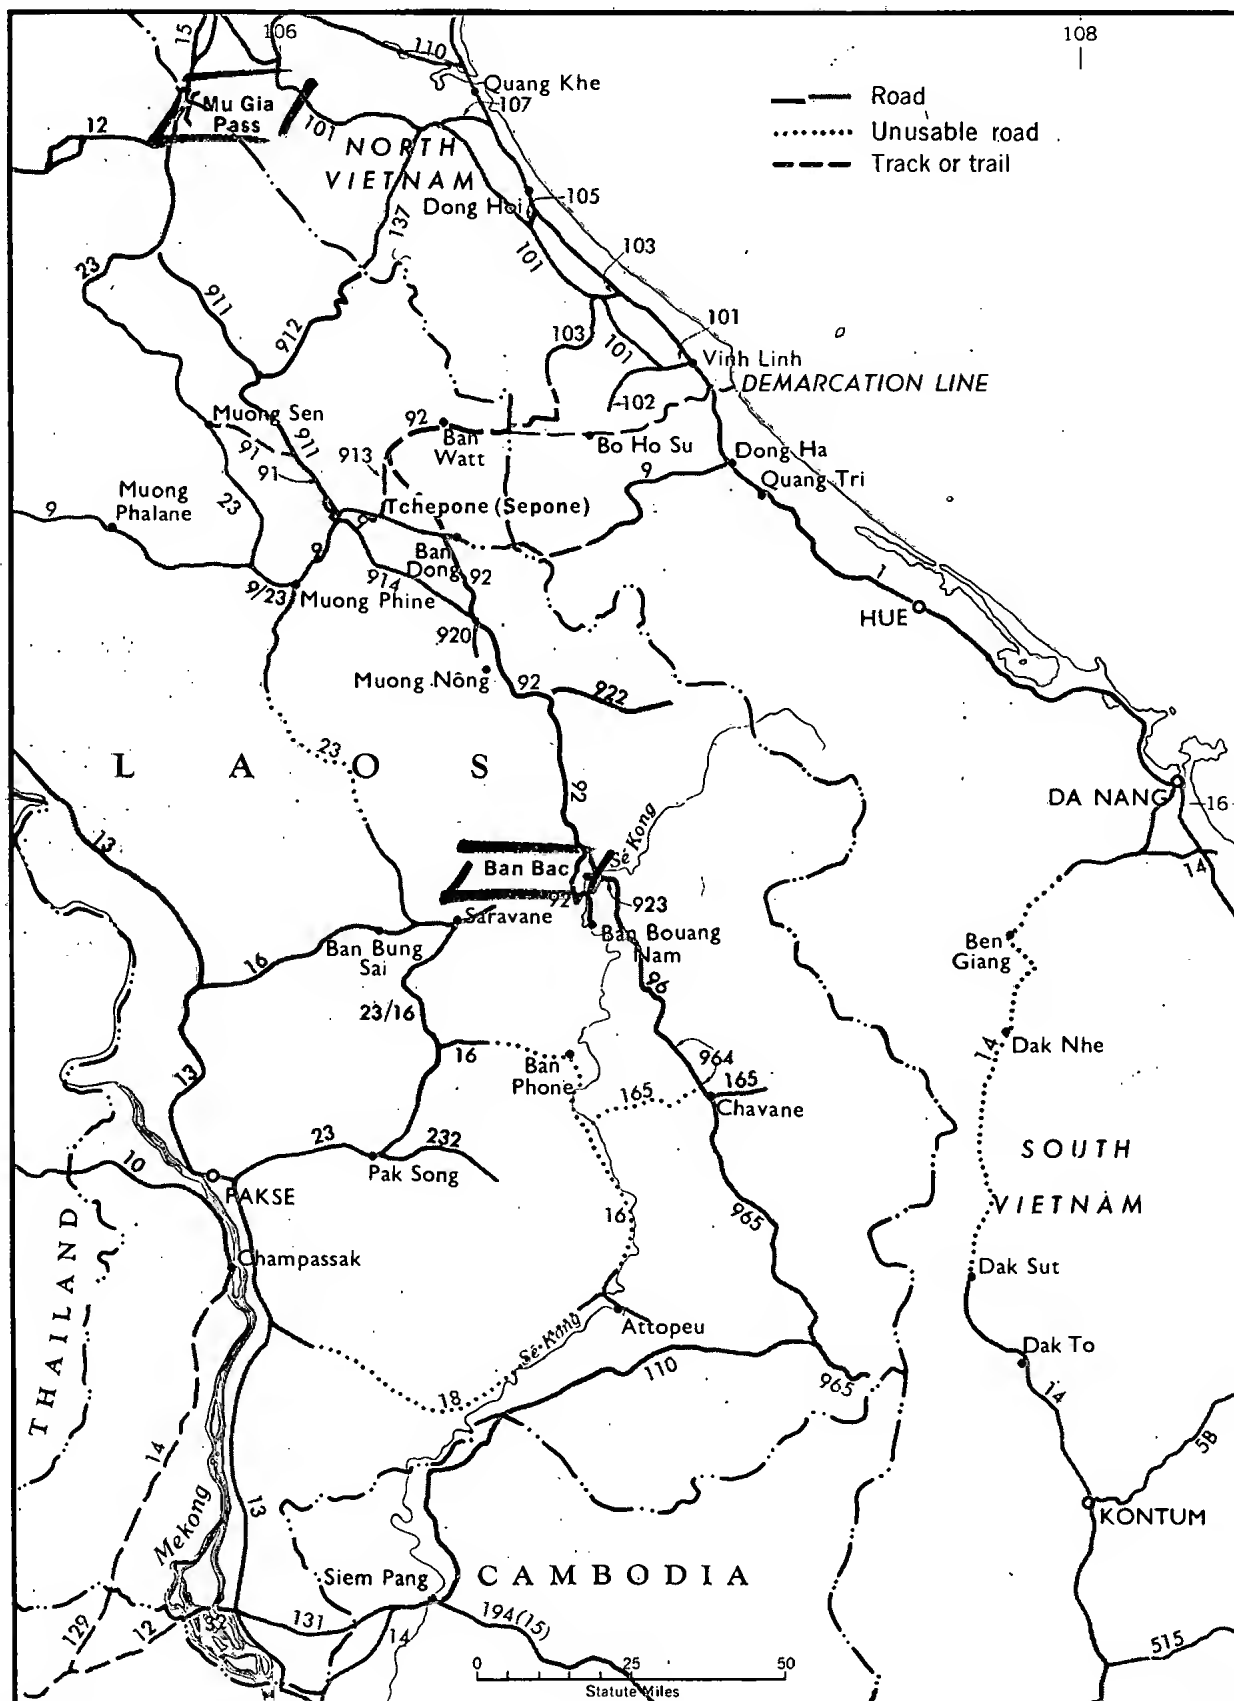 106
108
15
110
Quang Khe
107
Road
Unusable road
Track or trail
Mu Gia
Pass
12
101
NORTH
VIETNAM
137
Dong Hoi
105
101
103
23
911
912
103
101
101
Vinh Linh
DEMARCATION LINE
102
Muong Sen
91
91
911
92
Ban
Watt
Bo Ho Su
Dong Ha
Quang Tri
913
9
Muong
Phalane
9
23
Tchepone (Sepone)
9
Ban
Dong
92
914
9/23
Muong Phine
1
HUE
920
Muong Nông
92
922
LAOS
23
92
Sé Kong
DA NANG
16
13
Ban Bac
92
923
14
Saravane
Ban Bouang
Nam
Ban Bung
Sai
16
96
Ben
Giang
23/16
16
Ban
Phone
964
165
165
Chavane
14
Dak Nhe
13
SOUTH
VIETNAM
23
232
Pak Song
10
PAKSE
16
965
THAILAND
Champassak
Dak Sut
Attopeu
Sé Kong
Dak To
110
965
18
14
14
5B
13
Mekong
KONTUM
Siem Pang
CAMBODIA
129
12
131
14
194(15)
515
0
25
50
Statute Miles